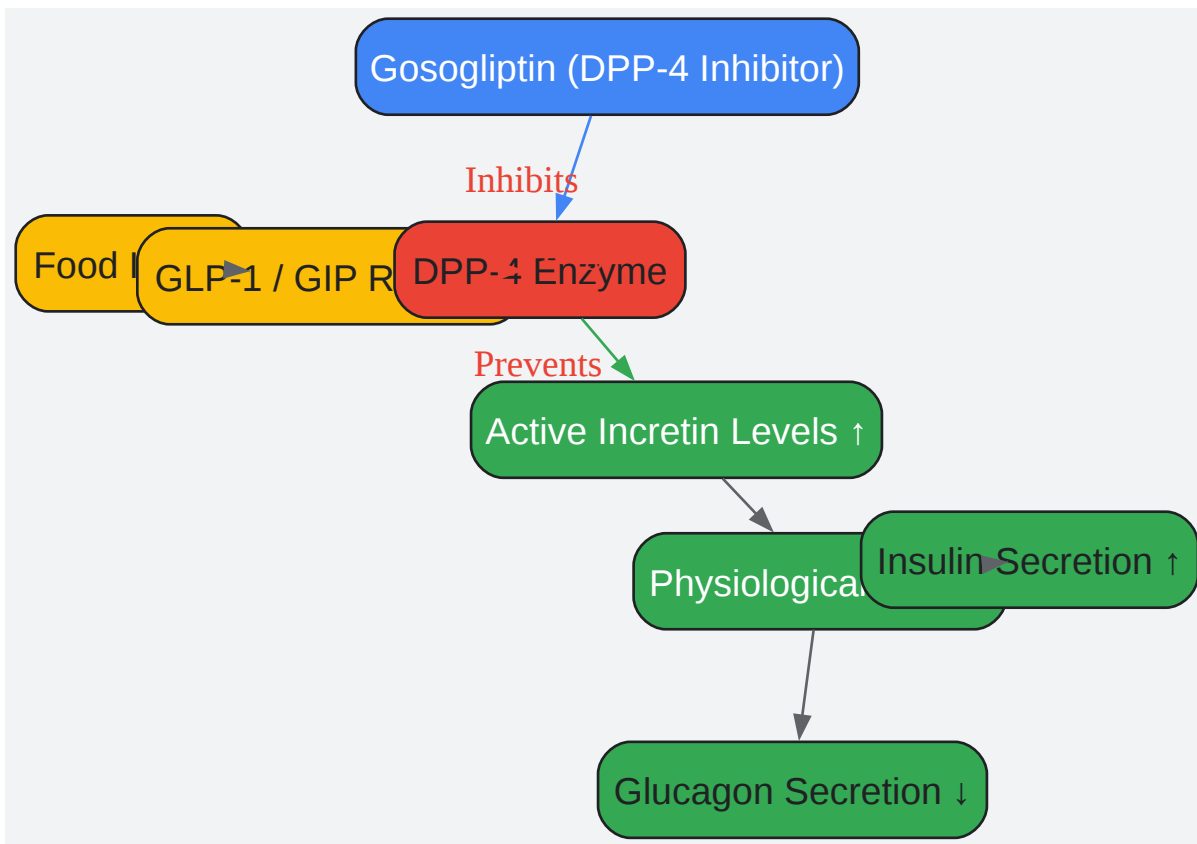 Gosogliptin (DPP-4 Inhibitor)
Inhibits
Food
GLP-1 / GIP
DPP-4 Enzyme
Prevents
Active Incretin Levels ↑
Physiological
Insulin Secretion ↑
Glucagon Secretion ↓